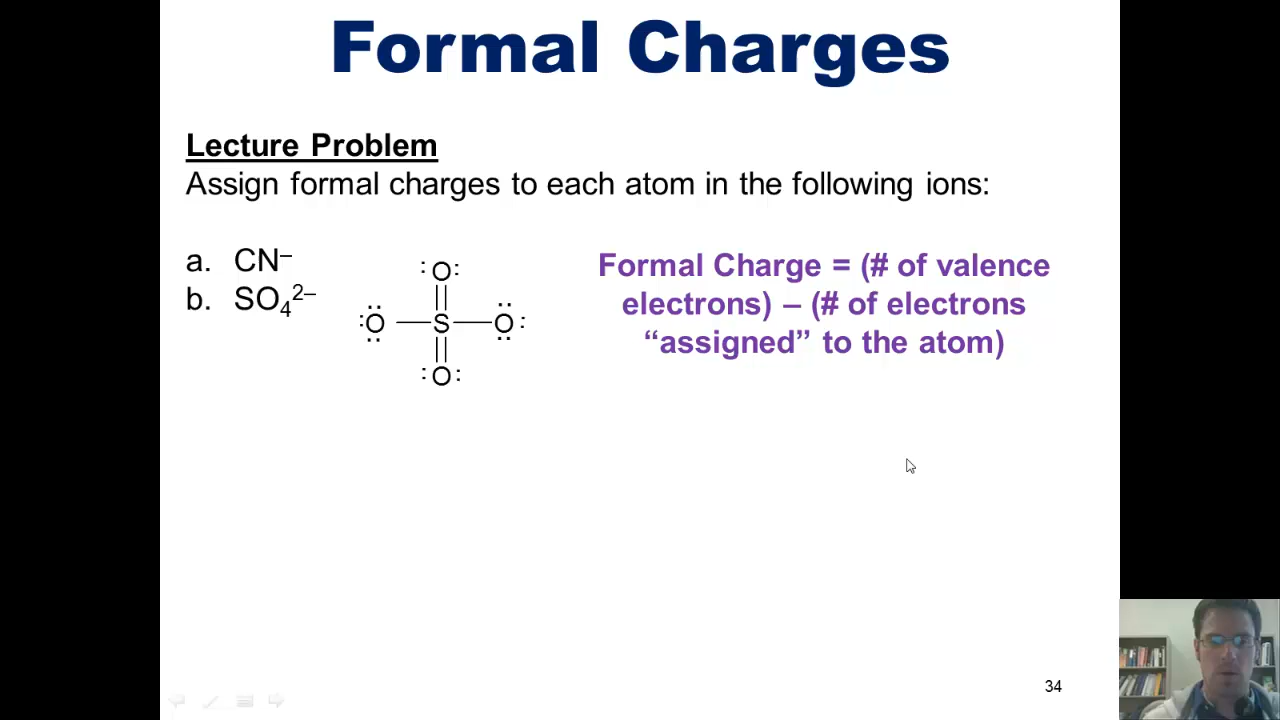 Formal Charges
Lecture Problem
Assign formal charges to each atom in the following ions:
a. CN–
b. SO₄²–
:O:
:O — S — O:
:O:
Formal Charge = (# of valence
electrons) – (# of electrons
“assigned” to the atom)
34